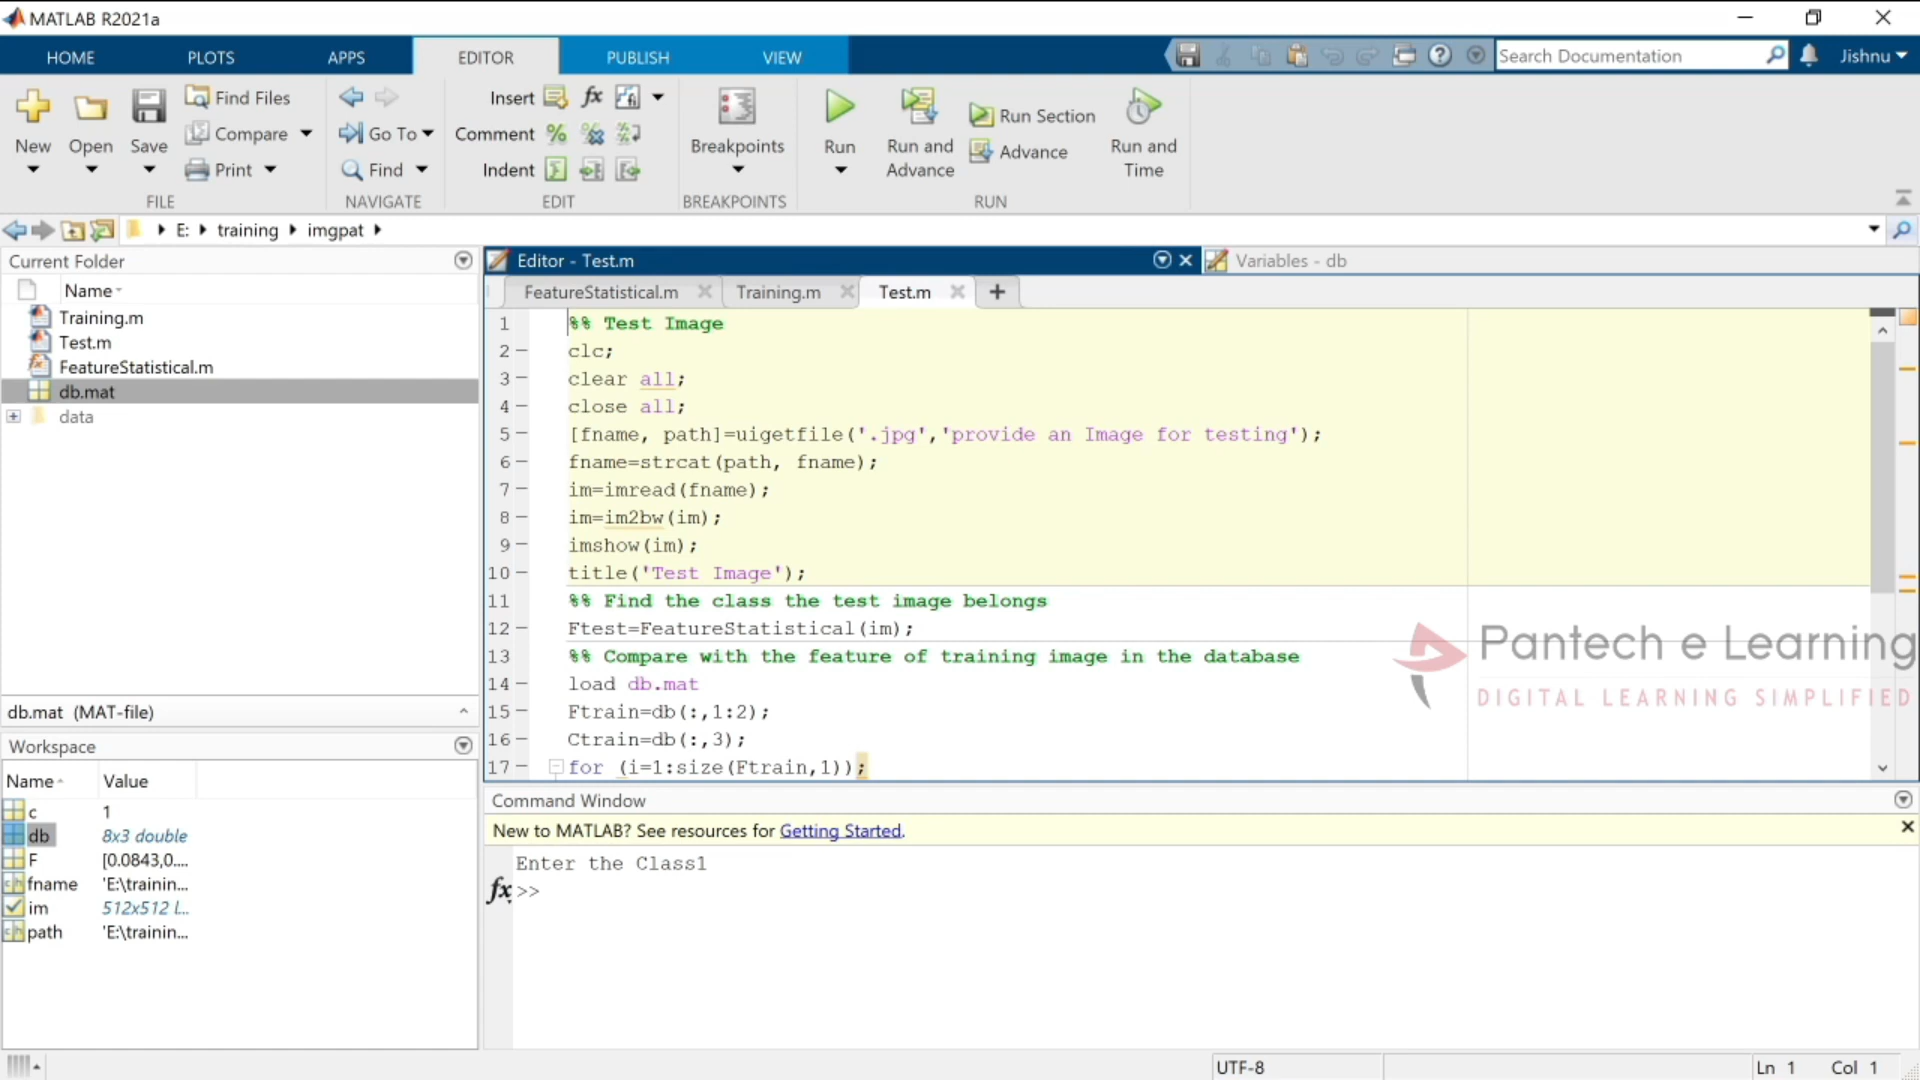 MATLAB R2021a
HOME PLOTS APPS EDITOR PUBLISH VIEW Search Documentation Jishnu
New Open Save Find Files Compare Print
FILE
Go To Find
NAVIGATE
Insert fx
Comment
Indent
EDIT
Breakpoints
BREAKPOINTS
Run Run and Advance Run Section Advance Run and Time
RUN
E: training imgpat
Current Folder
Name
Training.m
Test.m
FeatureStatistical.m
db.mat
data
db.mat (MAT-file)
Workspace
Name Value
c 1
db 8x3 double
F [0.0843,0....
fname 'E:\trainin...
im 512x512 l...
path 'E:\trainin...
Editor - Test.m
Variables - db
FeatureStatistical.m Training.m Test.m
1 %% Test Image
2 clc;
3 clear all;
4 close all;
5 [fname, path]=uigetfile('.jpg','provide an Image for testing');
6 fname=strcat(path, fname);
7 im=imread(fname);
8 im=im2bw(im);
9 imshow(im);
10 title('Test Image');
11 %% Find the class the test image belongs
12 Ftest=FeatureStatistical(im);
13 %% Compare with the feature of training image in the database
14 load db.mat
15 Ftrain=db(:,1:2);
16 Ctrain=db(:,3);
17 for (i=1:size(Ftrain,1));
Pantech e Learning
DIGITAL LEARNING SIMPLIFIED
Command Window
New to MATLAB? See resources for Getting Started.
Enter the Class1
fx >>
UTF-8 Ln 1 Col 1